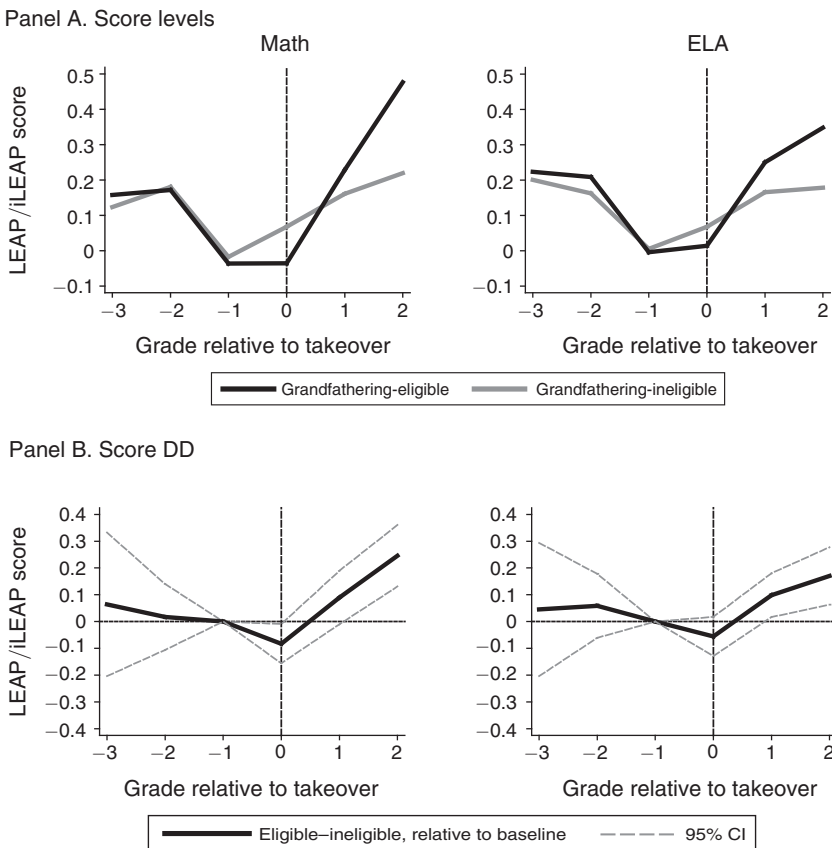 Panel A. Score levels
Math
ELA
LEAP/iLEAP score
0.5
0.4
0.3
0.2
0.1
0
−0.1
−3 −2 −1 0 1 2
Grade relative to takeover
0.5
0.4
0.3
0.2
0.1
0
−0.1
−3 −2 −1 0 1 2
Grade relative to takeover
Grandfathering-eligible Grandfathering-ineligible
Panel B. Score DD
LEAP/iLEAP score
0.4
0.3
0.2
0.1
0
−0.1
−0.2
−0.3
−0.4
−3 −2 −1 0 1 2
Grade relative to takeover
0.4
0.3
0.2
0.1
0
−0.1
−0.2
−0.3
−0.4
−3 −2 −1 0 1 2
Grade relative to takeover
Eligible–ineligible, relative to baseline 95% CI